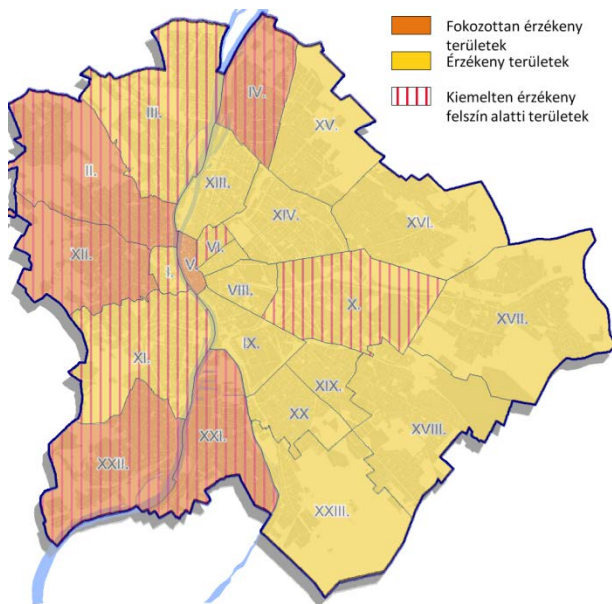 Fokozottan érzékeny
területek
Érzékeny területek
Kiemelten érzékeny
felszín alatti területek
IV.
III.
XV.
XIII.
II.
XIV.
XVI.
VI.
XII.
I.
V.
VIII.
X.
XVII.
IX.
XI.
XIX.
XX
XVIII.
XXI.
XXII.
XXIII.